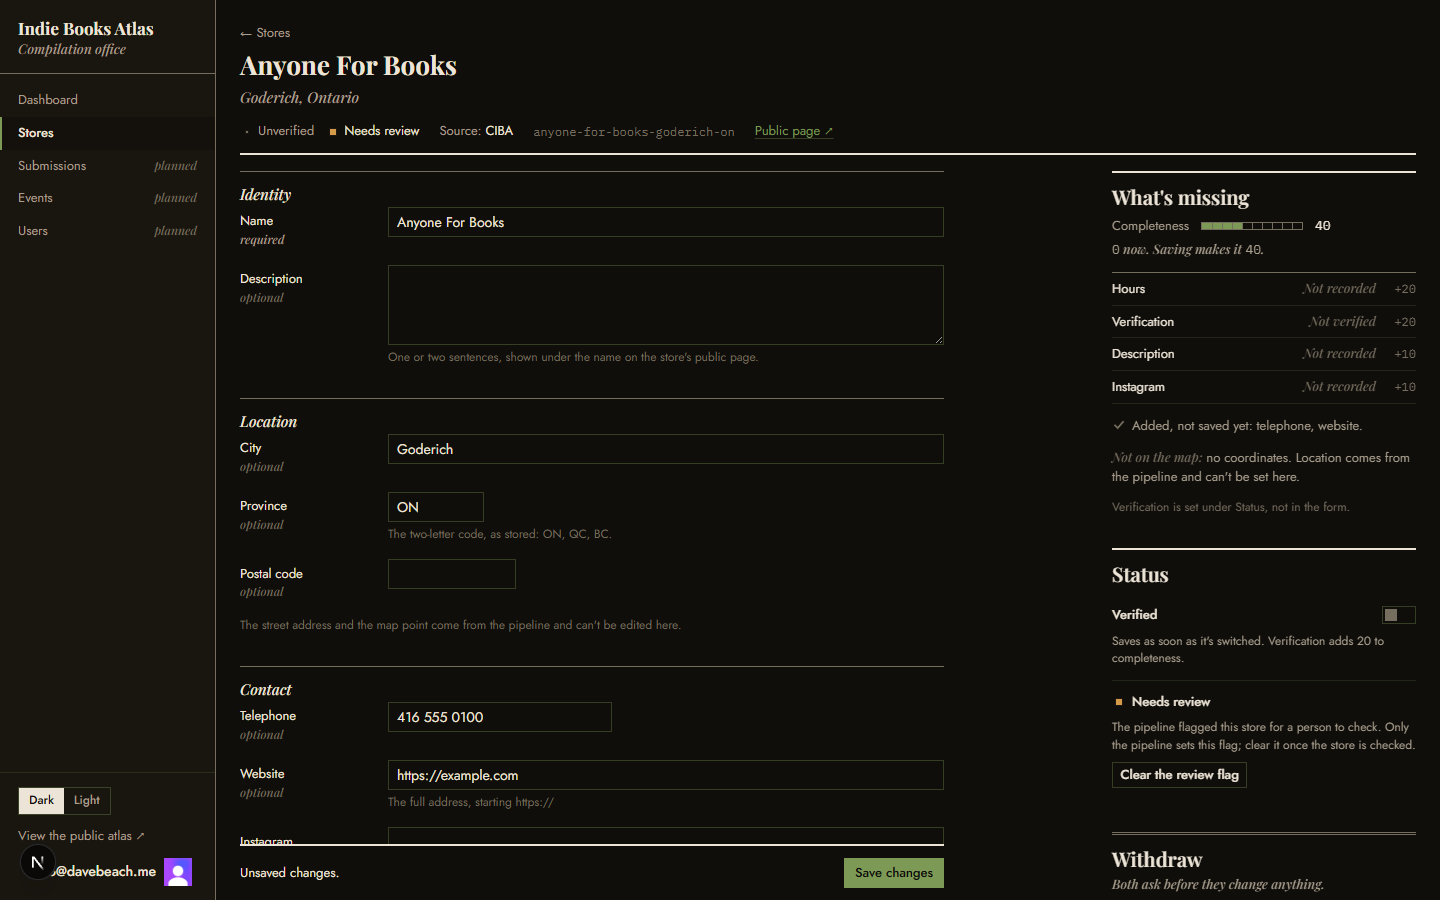 Indie Books Atlas
Compilation office
Dashboard
Stores
Submissions planned
Events planned
Users planned
Dark Light
View the public atlas ↗
N
@davebeach.me
← Stores
Anyone For Books
Goderich, Ontario
· Unverified Needs review Source: CIBA anyone-for-books-goderich-on Public page ↗
Identity
Name
required
Anyone For Books
Description
optional
One or two sentences, shown under the name on the store's public page.
Location
City
optional
Goderich
Province
optional
ON
The two-letter code, as stored: ON, QC, BC.
Postal code
optional
The street address and the map point come from the pipeline and can't be edited here.
Contact
Telephone
optional
416 555 0100
Website
optional
https://example.com
The full address, starting https://
Instagram
Unsaved changes.
Save changes
What's missing
Completeness 40
0 now. Saving makes it 40.
Hours Not recorded +20
Verification Not verified +20
Description Not recorded +10
Instagram Not recorded +10
✓ Added, not saved yet: telephone, website.
Not on the map: no coordinates. Location comes from
the pipeline and can't be set here.
Verification is set under Status, not in the form.
Status
Verified
Saves as soon as it's switched. Verification adds 20 to
completeness.
Needs review
The pipeline flagged this store for a person to check. Only
the pipeline sets this flag; clear it once the store is checked.
Clear the review flag
Withdraw
Both ask before they change anything.